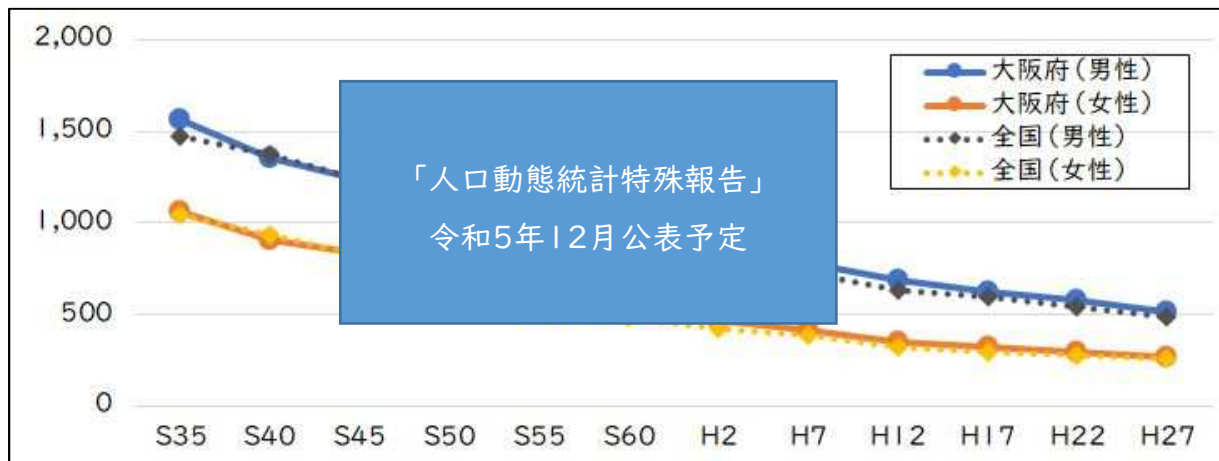 2,000
1,500
1,000
500
0
大阪府(男性)
大阪府(女性)
全国(男性)
全国(女性)
「人口動態統計特殊報告」
令和5年12月公表予定
S35 S40 S45 S50 S55 S60 H2 H7 H12 H17 H22 H27